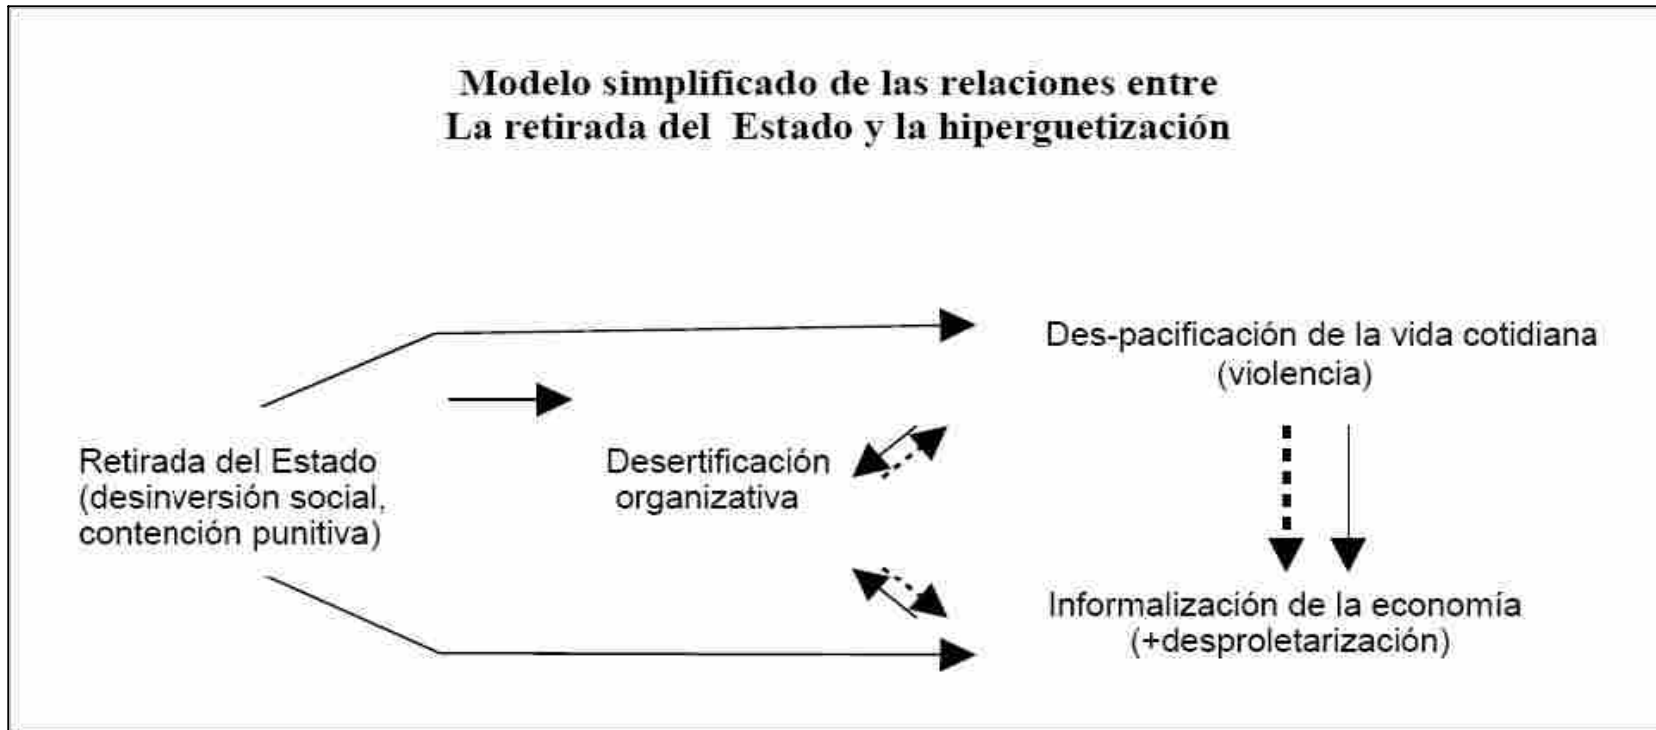 Modelo simplificado de las relaciones entre
La retirada del Estado y la hiperguetización
Des-pacificación de la vida cotidiana
(violencia)
Retirada del Estado
(desinversión social,
contención punitiva)
Desertificación
organizativa
Informalización de la economía
(+desproletarización)